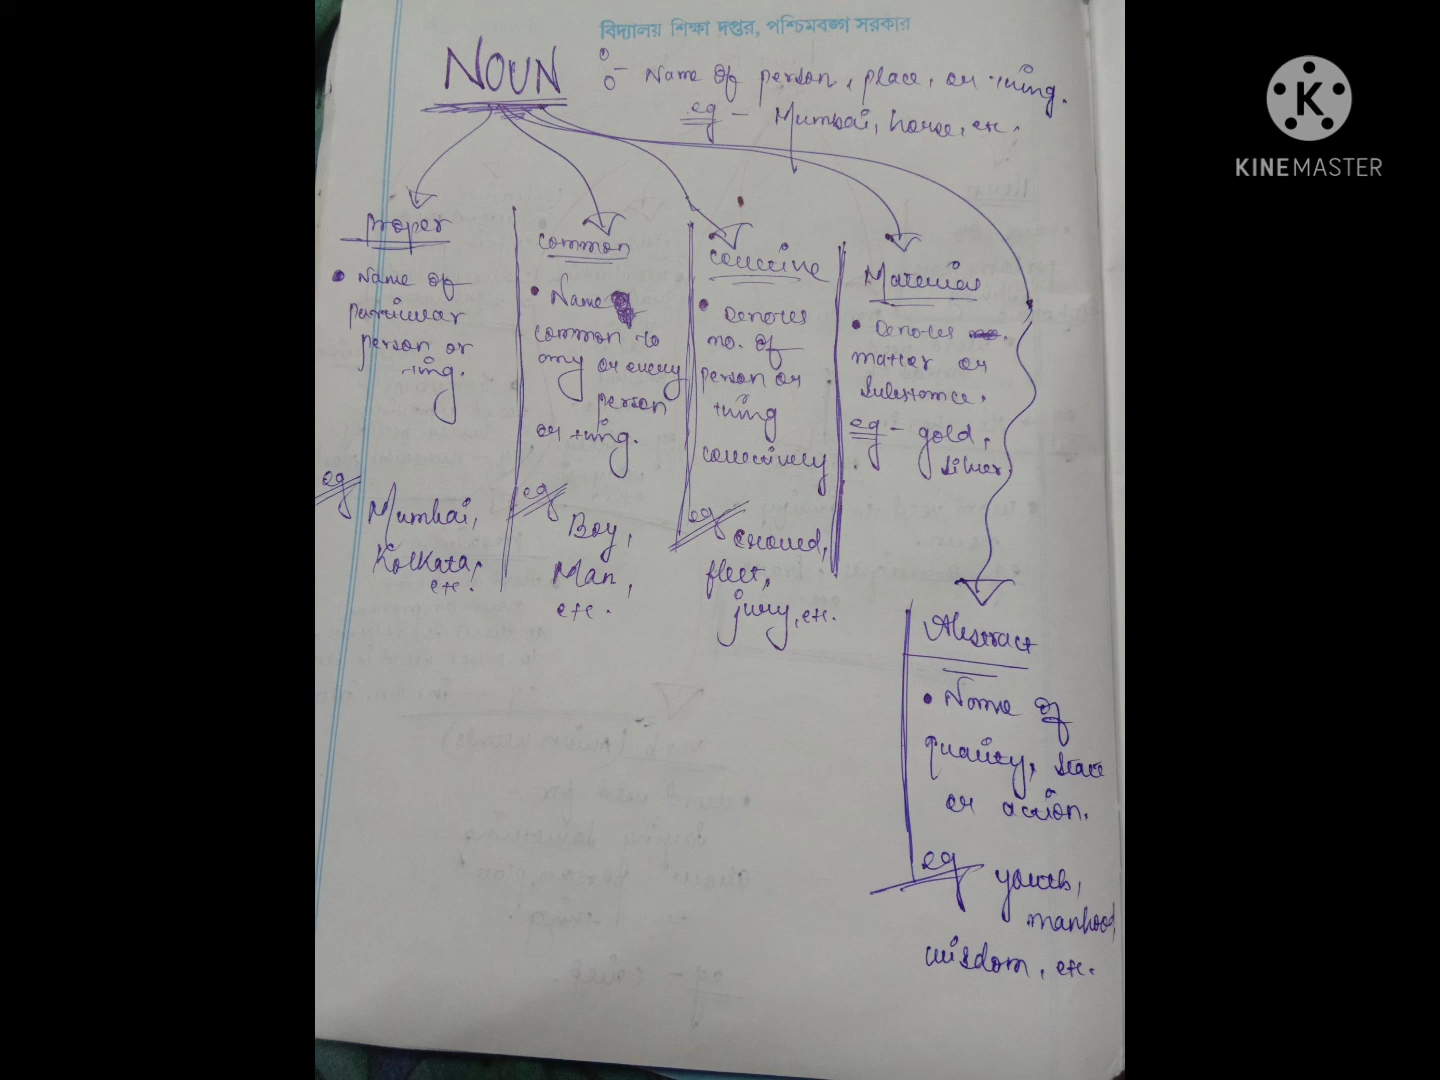 বিদ্যালয় শিক্ষা দপ্তর, পশ্চিমবঙ্গ সরকার
NOUN :- Name of person, place, or thing.
eg - Mumbai, horse, etc.
KINEMASTER
Proper
• Name of
particular
person or
thing.
eg
Mumbai,
Kolkata,
etc.
common
• Name
common to
any or every
person
or thing.
eg
Boy,
Man,
etc.
collective
• Denotes
no. of
person or
thing
collectively
eg
crowd,
fleet,
jury, etc.
Material
• Denotes
matter or
substance.
eg - gold,
silver
Abstract
• Name of
quality, state
or action.
eg youth,
manhood,
wisdom, etc.